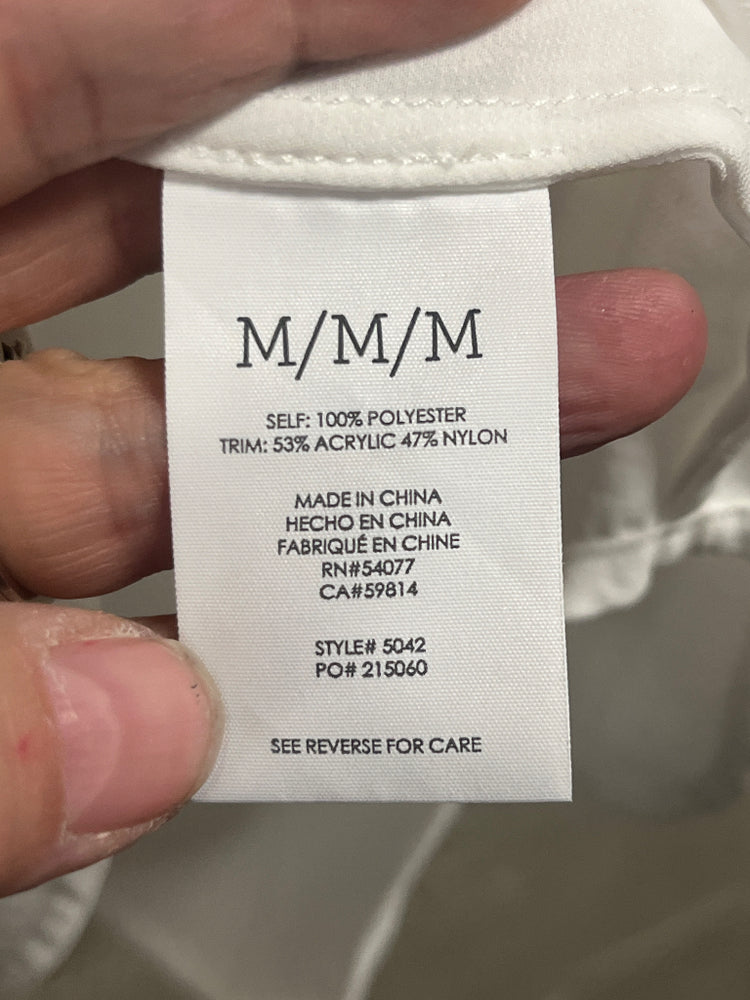 M/M/M
SELF: 100% POLYESTER
TRIM: 53% ACRYLIC 47% NYLON
MADE IN CHINA
HECHO EN CHINA
FABRIQUÉ EN CHINE
RN#54077
CA#59814
STYLE# 5042
PO# 215060
SEE REVERSE FOR CARE